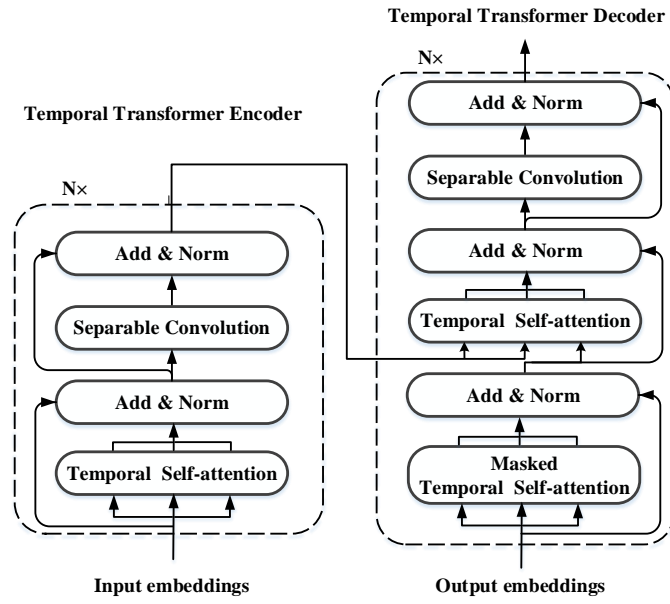 Temporal Transformer Decoder
N×
Add & Norm
Separable Convolution
Add & Norm
Temporal Self-attention
Add & Norm
Masked
Temporal Self-attention
Output embeddings
Temporal Transformer Encoder
N×
Add & Norm
Separable Convolution
Add & Norm
Temporal Self-attention
Input embeddings